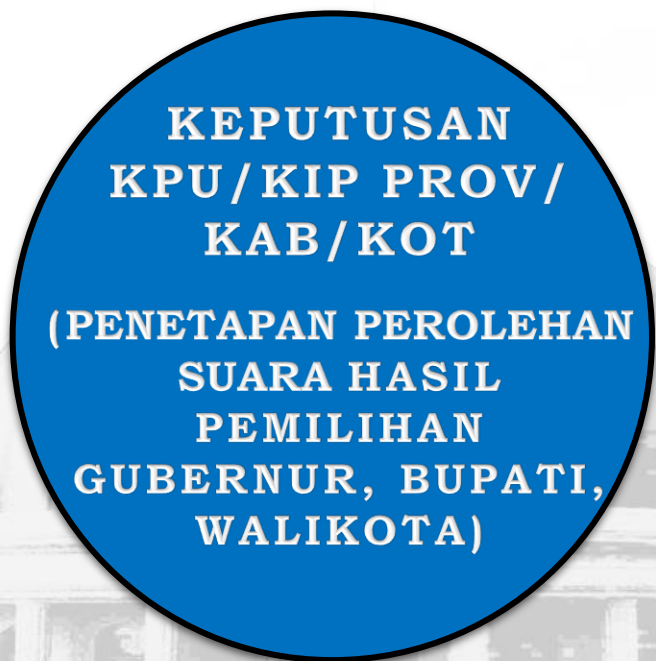 KEPUTUSAN
KPU/KIP PROV/
KAB/KOT
(PENETAPAN PEROLEHAN
SUARA HASIL
PEMILIHAN
GUBERNUR, BUPATI,
WALIKOTA)